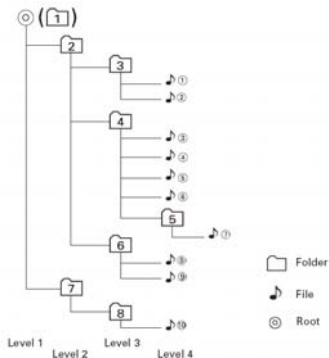 (1)
2
3
①
②
4
③
④
⑤
⑥
5
⑦
6
⑧
⑨
7
8
⑩
Folder
File
Root
Level 1
Level 2
Level 3
Level 4